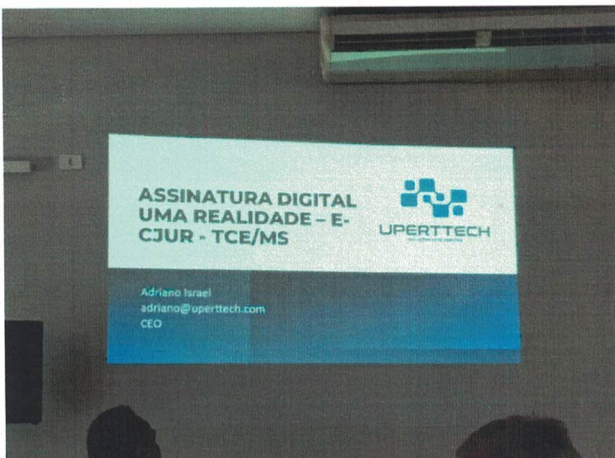 ASSINATURA DIGITAL
UMA REALIDADE – E-
CJUR - TCE/MS
UPERTTECH
Adriano Israel
adriano@uperttech.com
CEO